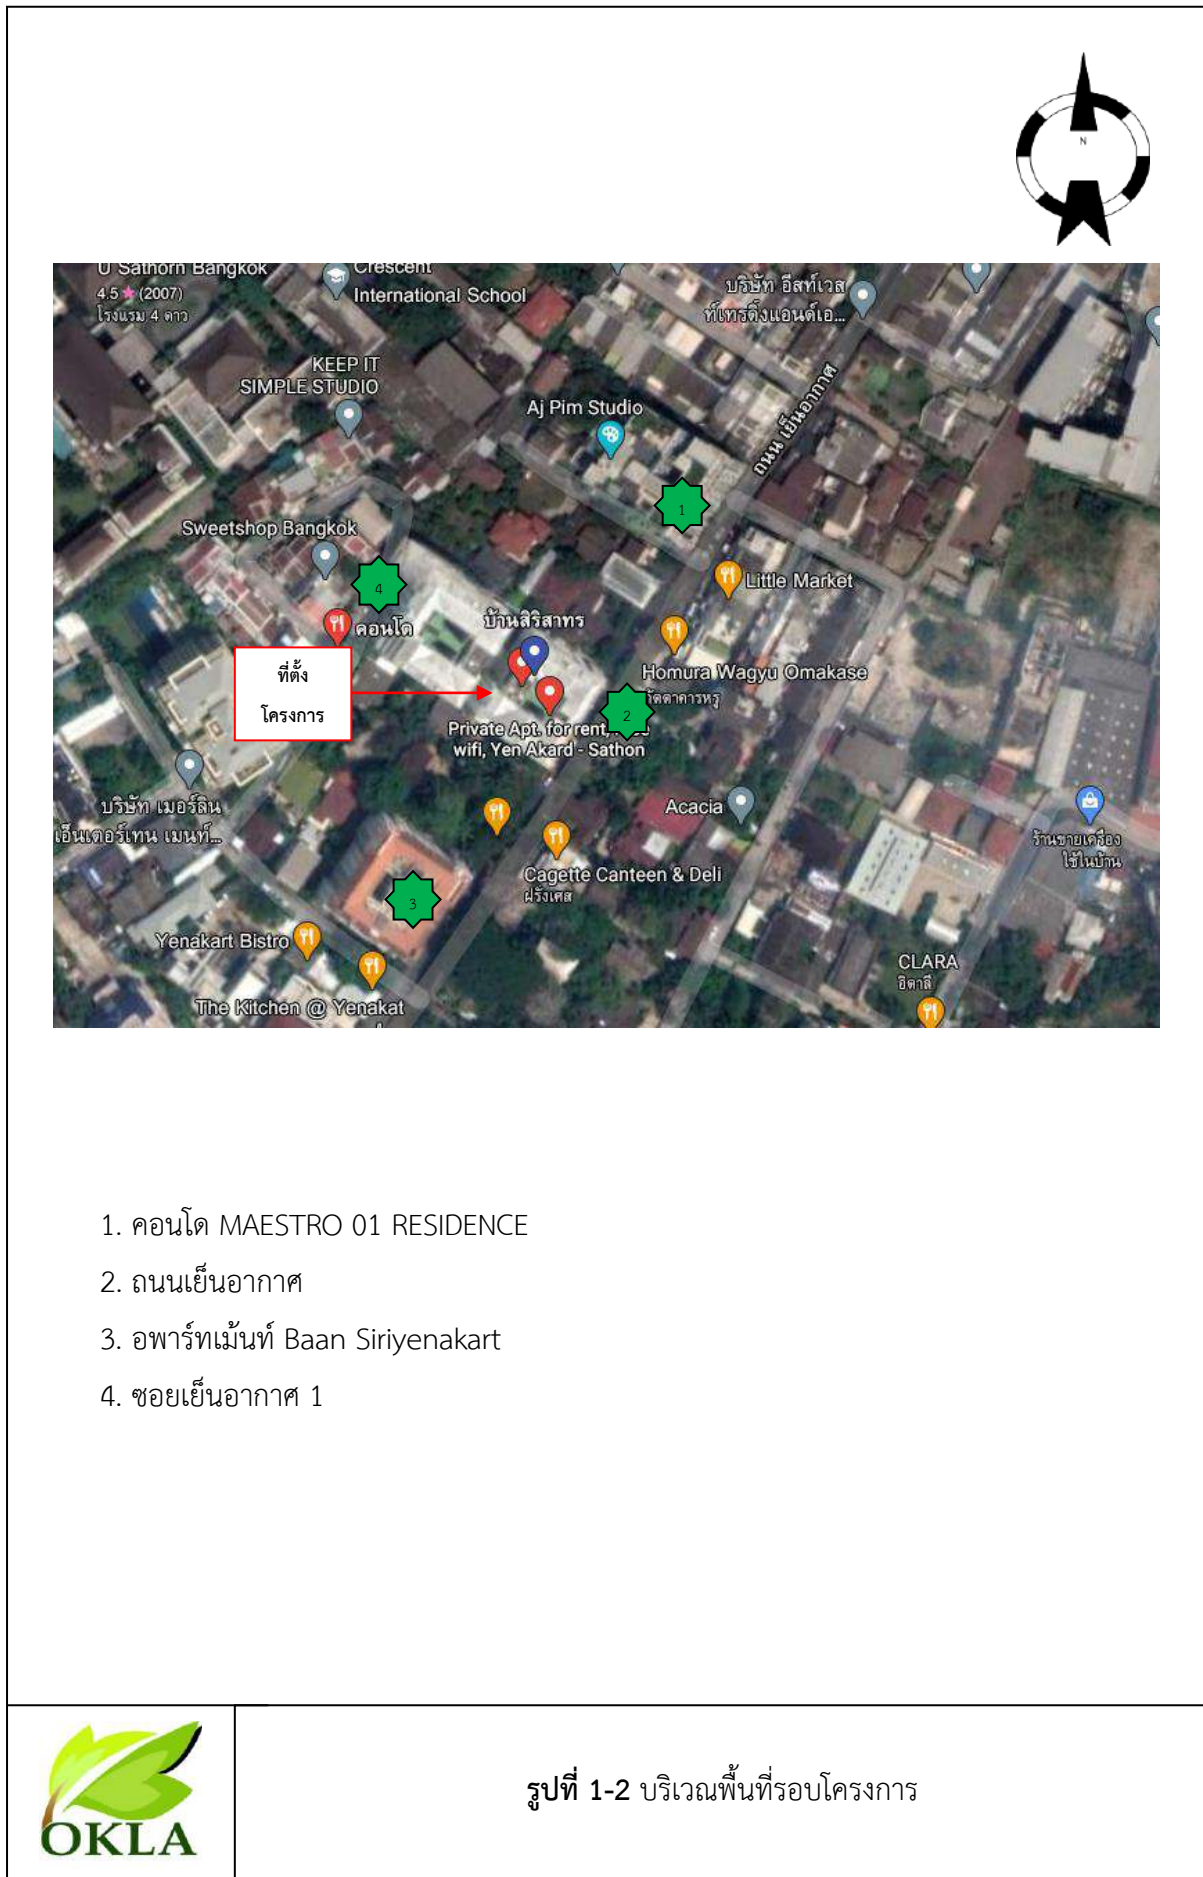 N
U Sathorn Bangkok
4.5 ★ (2007)
โรงแรม 4 ดาว
Crescent
International School
บริษัท อีสท์เวส
ท์เทรดิ้งแอนด์เอ...
KEEP IT
SIMPLE STUDIO
Aj Pim Studio
ถนน เย็นอากาศ
1
Sweetshop Bangkok
4
คอนโด
บ้านสิริสาทร
Little Market
Homura Wagyu Omakase
ที่ตั้ง
โครงการ
2
Private Apt. for rent,
wifi, Yen Akard - Sathon
บริษัท เมอร์ลิน
เอ็นเตอร์เทน เมนท์...
Acacia
ร้านขายเครื่อง
ใช้ในบ้าน
Cagette Canteen & Deli
ฝรั่งเศส
3
Yenakart Bistro
The Kitchen @ Yenakat
CLARA
อิตาลี
1. คอนโด MAESTRO 01 RESIDENCE
2. ถนนเย็นอากาศ
3. อพาร์ทเม้นท์ Baan Siriyenakart
4. ซอยเย็นอากาศ 1
OKLA
รูปที่ 1-2 บริเวณพื้นที่รอบโครงการ